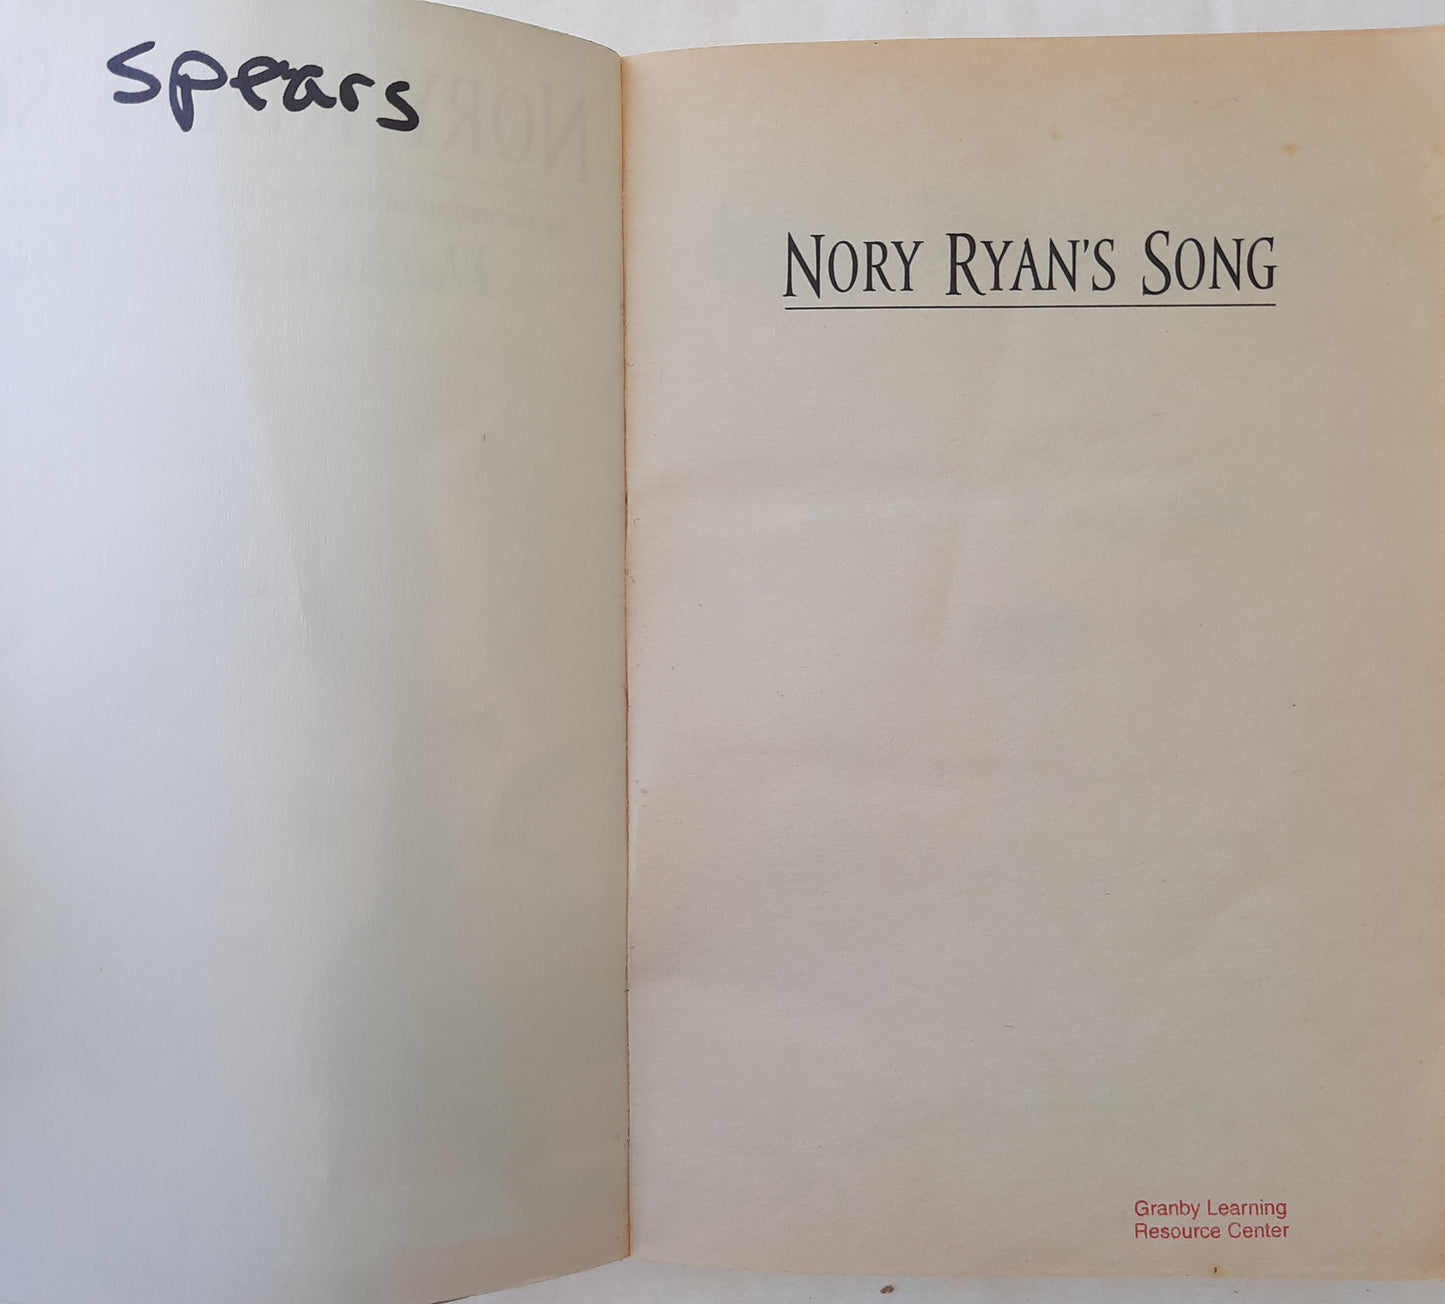 spears
NORY RYAN'S SONG
Granby Learning
Resource Center